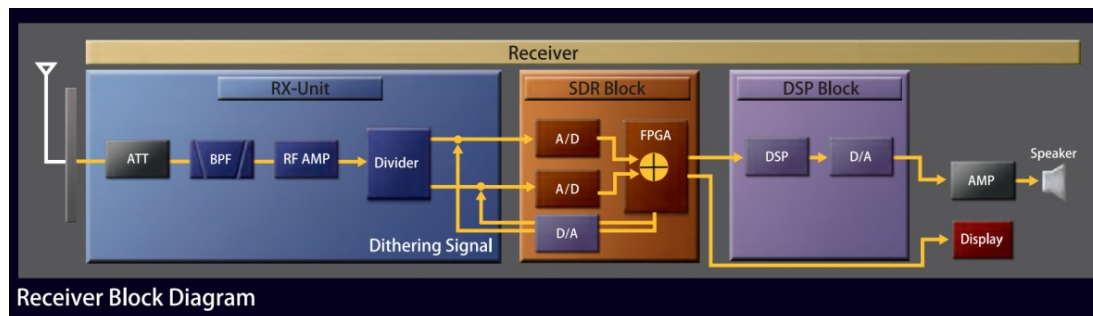 Receiver
RX-Unit
SDR Block
DSP Block
ATT
BPF
RF AMP
Divider
A/D
A/D
D/A
FPGA
DSP
D/A
AMP
Speaker
Display
Dithering Signal
Receiver Block Diagram